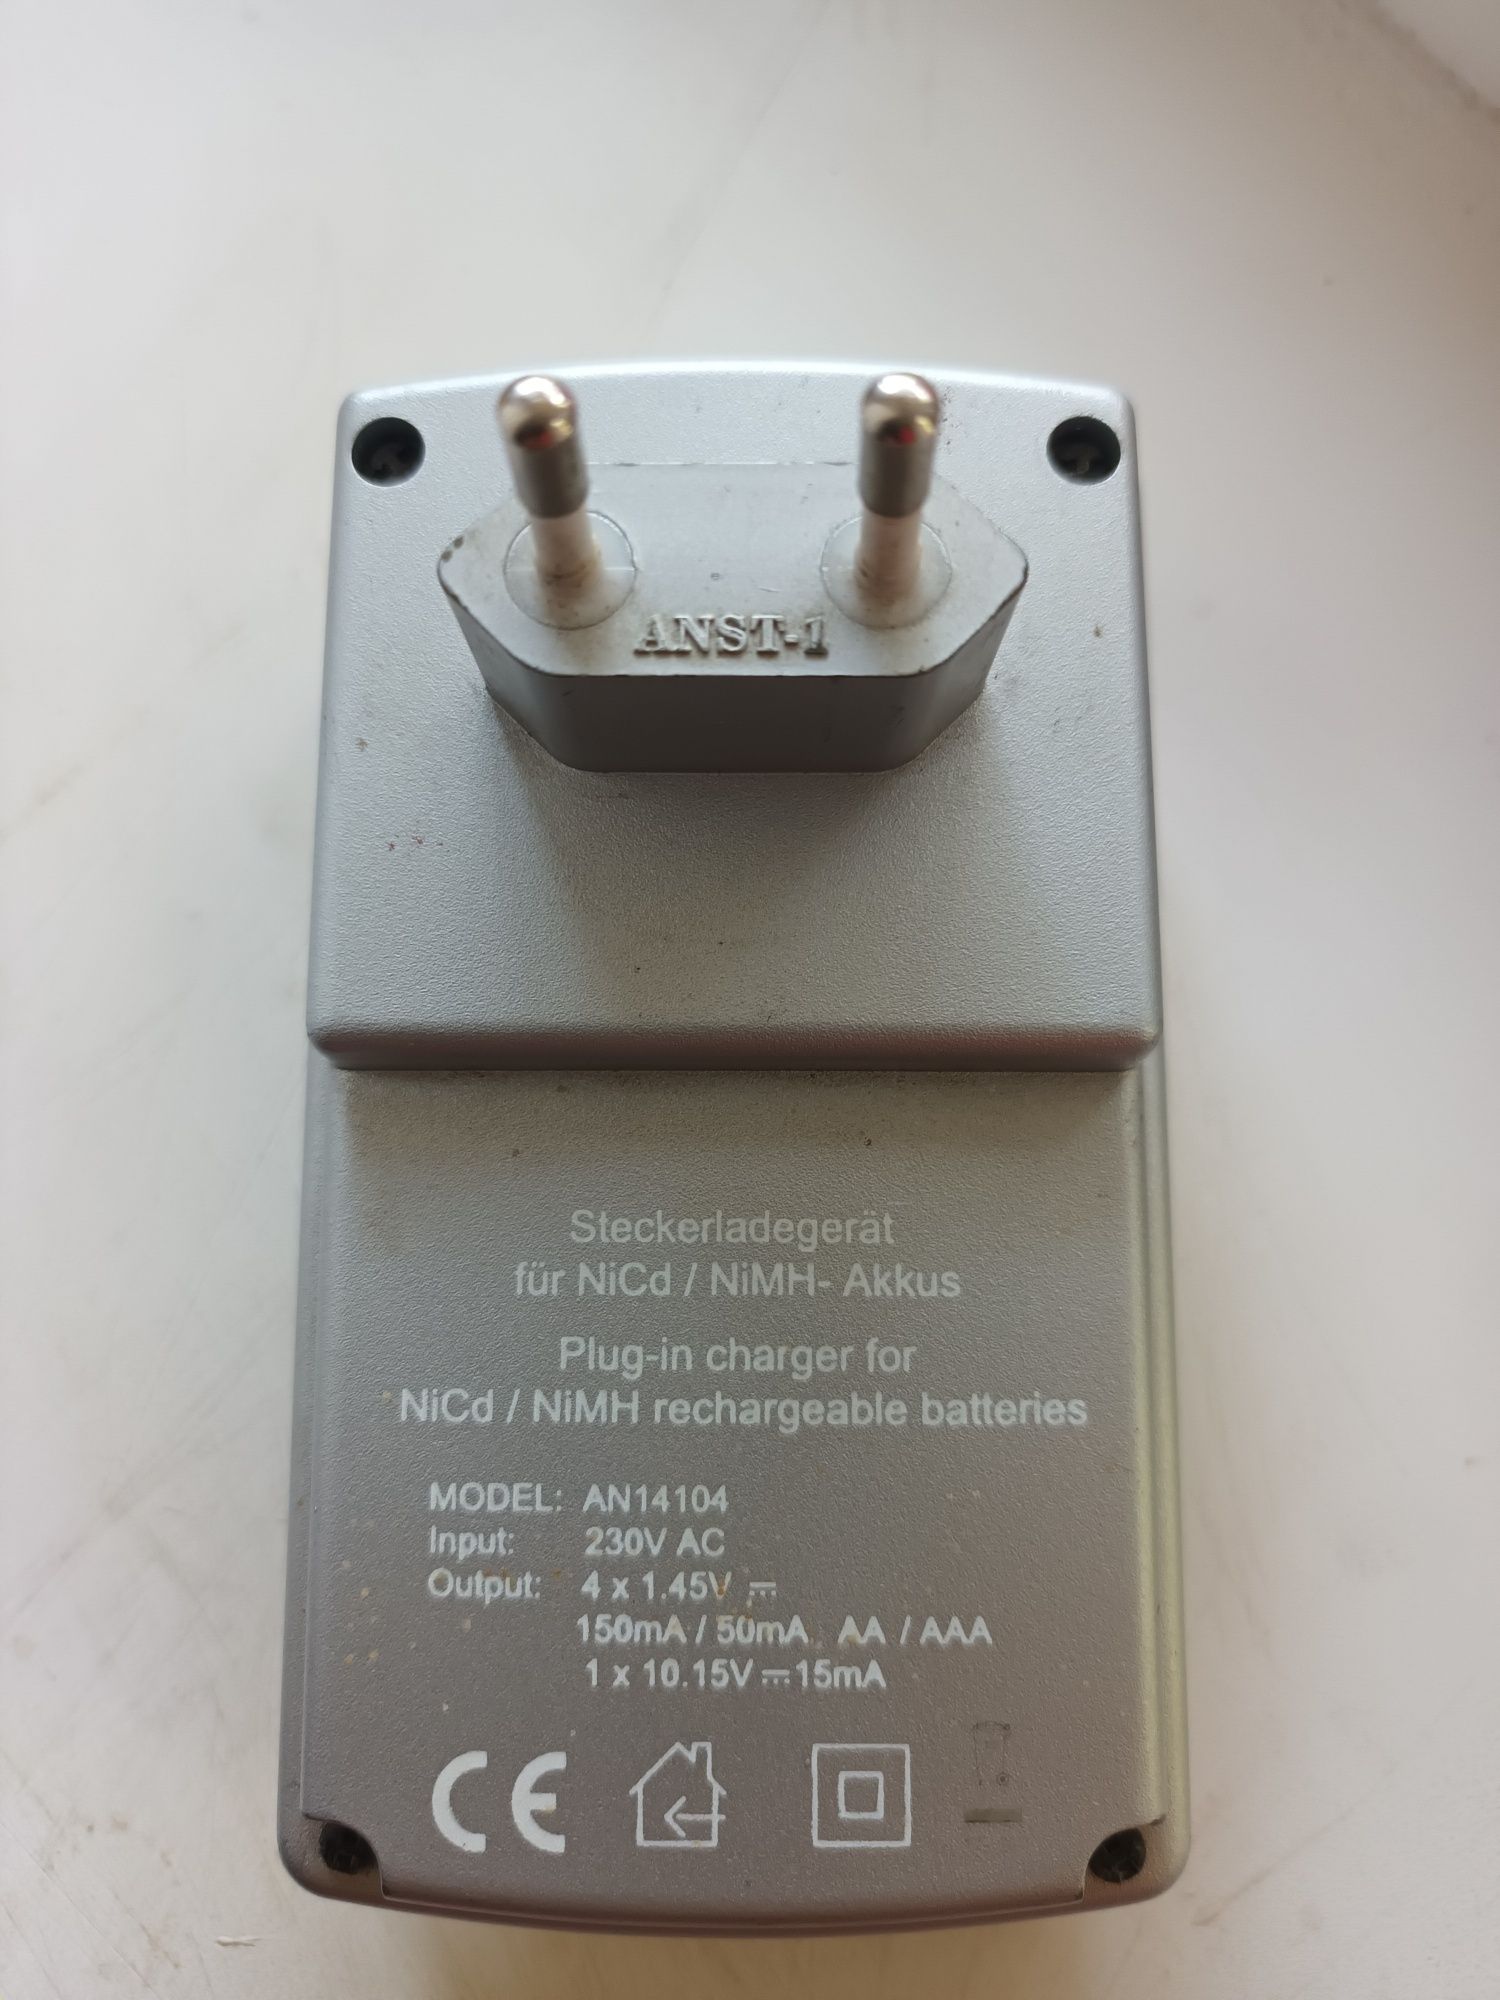 ANST-1
Steckerladegerät
für NiCd / NiMH- Akkus
Plug-in charger for
NiCd / NiMH rechargeable batteries
MODEL: AN14104
Input: 230V AC
Output: 4 x 1.45V ⎓
150mA / 50mA AA / AAA
1 x 10.15V ⎓ 15mA
CE